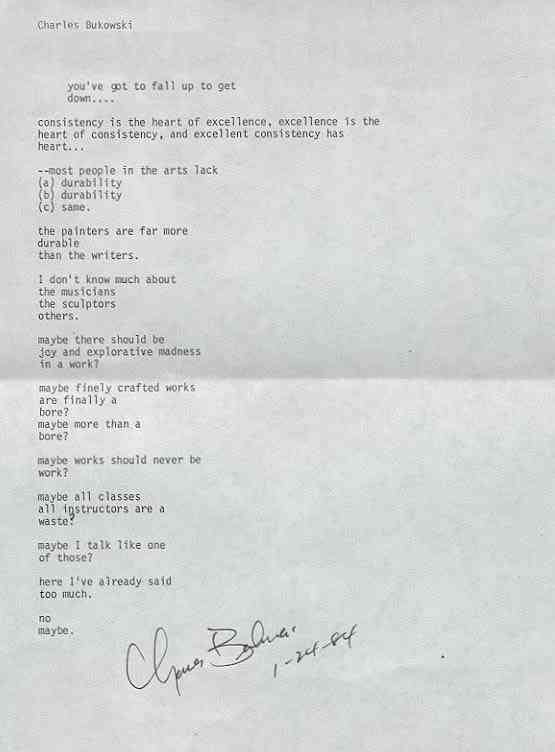 Charles Bukowski
you've got to fall up to get
down....
consistency is the heart of excellence, excellence is the
heart of consistency, and excellent consistency has
heart...
--most people in the arts lack
(a) durability
(b) durability
(c) same.
the painters are far more
durable
than the writers.
I don't know much about
the musicians
the sculptors
others.
maybe there should be
joy and explorative madness
in a work?
maybe finely crafted works
are finally a
bore?
maybe more than a
bore?
maybe works should never be
work?
maybe all classes
all instructors are a
waste?
maybe I talk like one
of those?
here I've already said
too much.
no
maybe.
Charles Bukowski
1-24-84